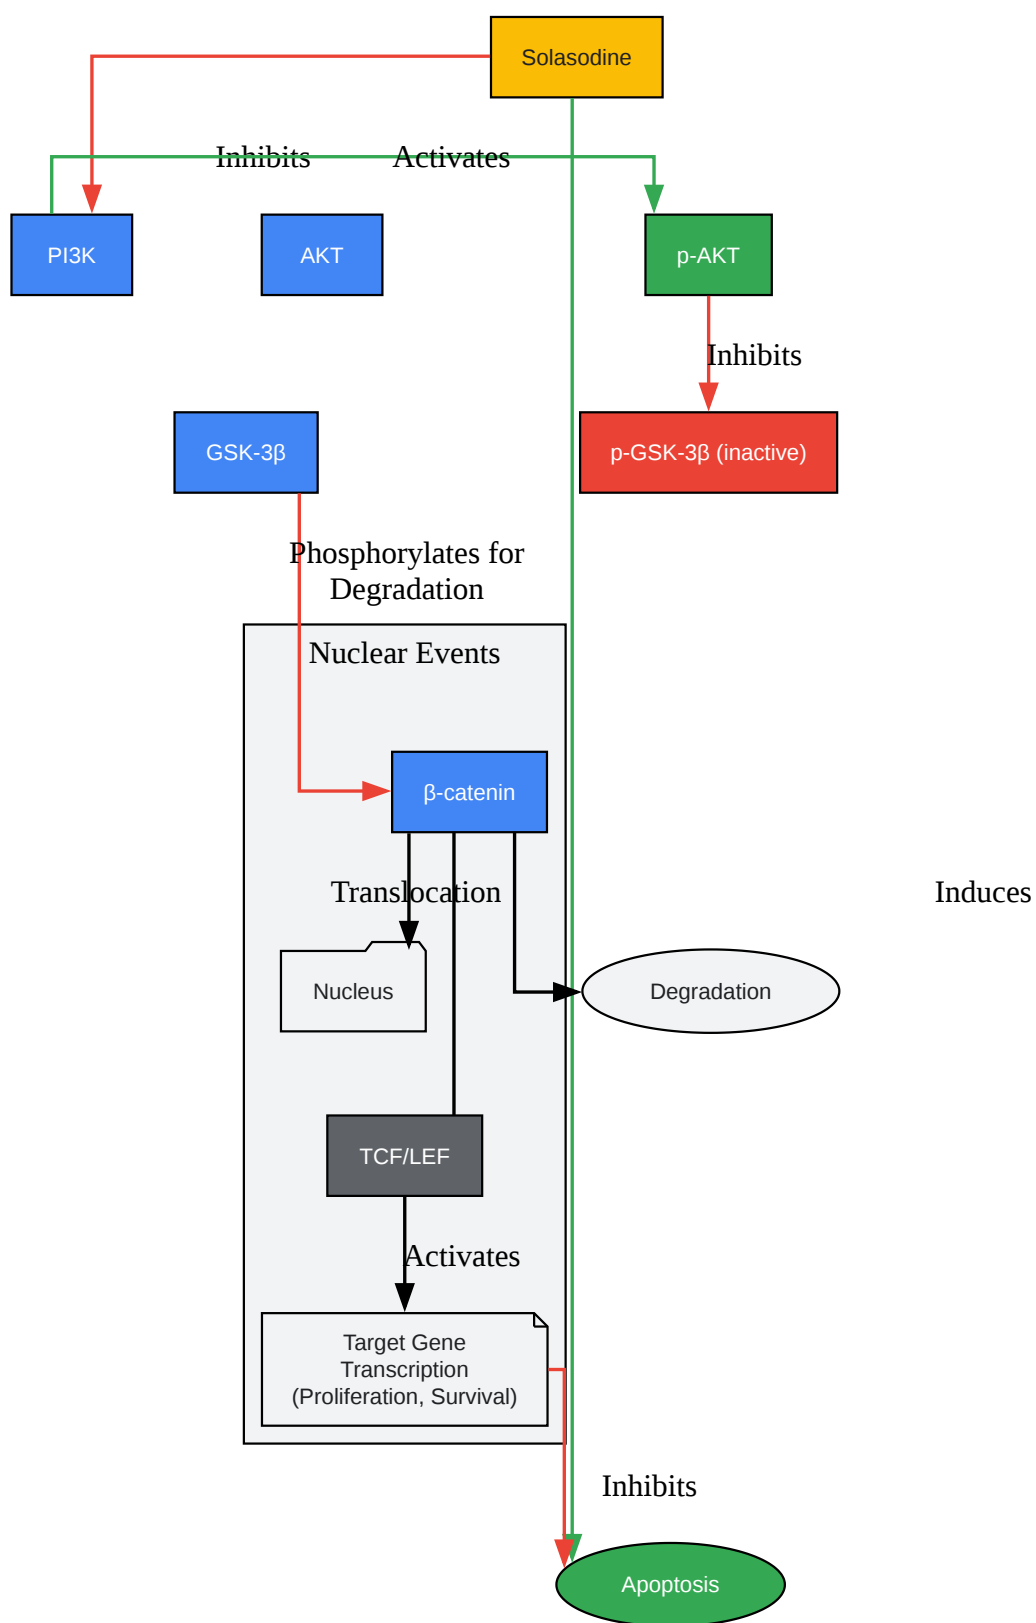 Solasodine
Inhibits
Activates
PI3K
AKT
p-AKT
Inhibits
GSK-3β
p-GSK-3β (inactive)
Phosphorylates for
Degradation
Nuclear Events
β-catenin
Translocation
Induces
Nucleus
Degradation
TCF/LEF
Activates
Target Gene
Transcription
(Proliferation, Survival)
Inhibits
Apoptosis